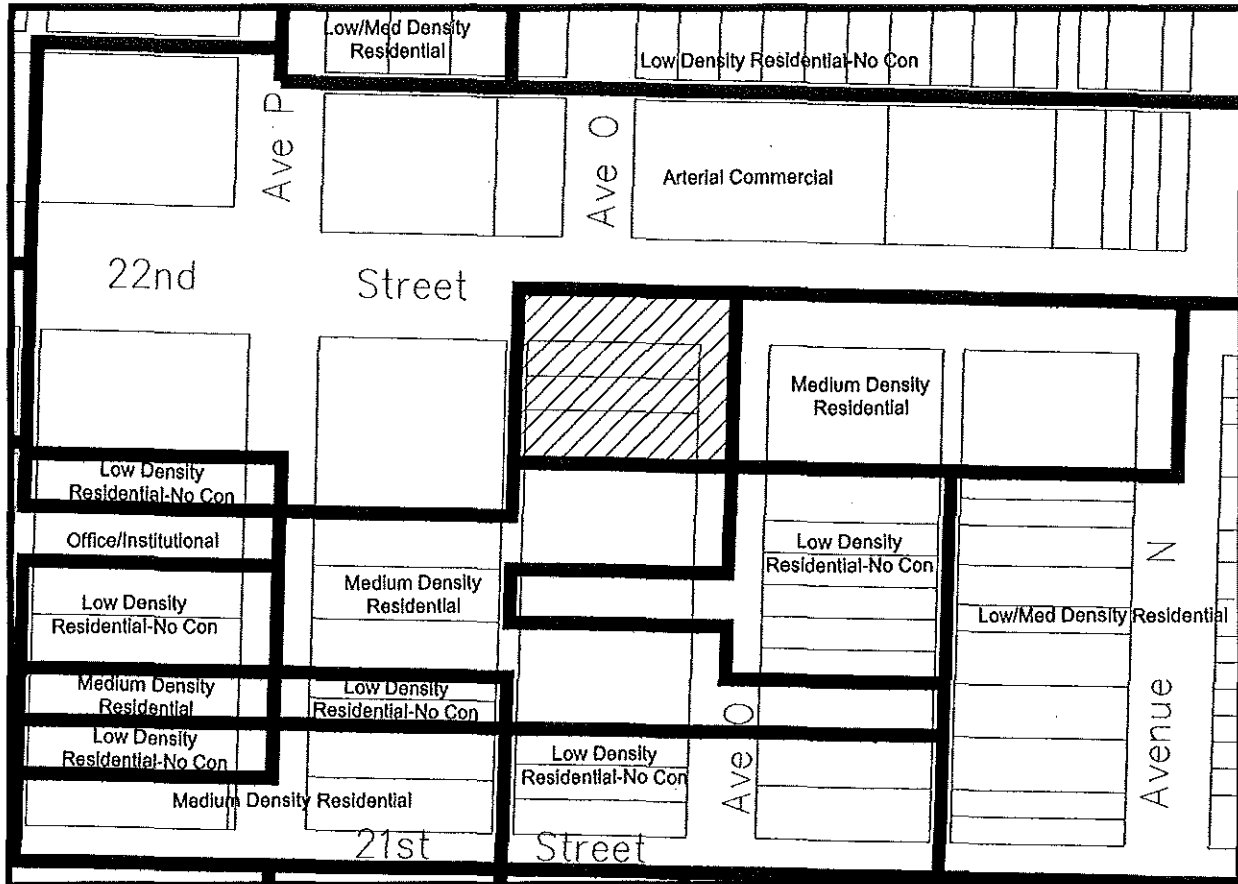 Low/Med Density
Residential
Low Density Residential-No Con
Ave P
Ave O
Arterial Commercial
22nd Street
Medium Density
Residential
Low Density
Residential-No Con
Office/Institutional
Low Density
Residential-No Con
Medium Density
Residential
Low Density
Residential-No Con
Low/Med Density Residential
Avenue N
Low Density
Residential-No Con
Medium Density
Residential
Low Density
Residential-No Con
Low Density
Residential-No Con
Low Density
Residential-No Con
Ave O
Medium Density Residential
21st Street